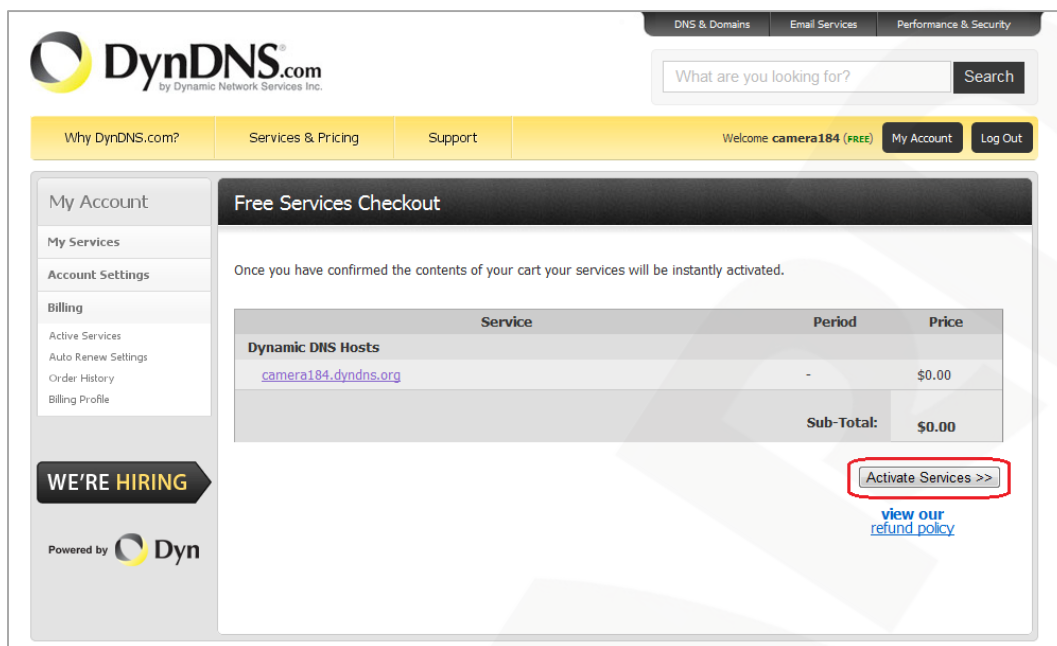 DNS & Domains Email Services Performance & Security
DynDNS.com
by Dynamic Network Services Inc.
What are you looking for? Search
Why DynDNS.com? Services & Pricing Support Welcome camera184 (FREE) My Account Log Out
My Account
My Services
Account Settings
Billing
Active Services
Auto Renew Settings
Order History
Billing Profile
WE'RE HIRING
Powered by Dyn
Free Services Checkout
Once you have confirmed the contents of your cart your services will be instantly activated.
Service Period Price
Dynamic DNS Hosts
camera184.dyndns.org - $0.00
Sub-Total: $0.00
Activate Services >>
view our
refund policy